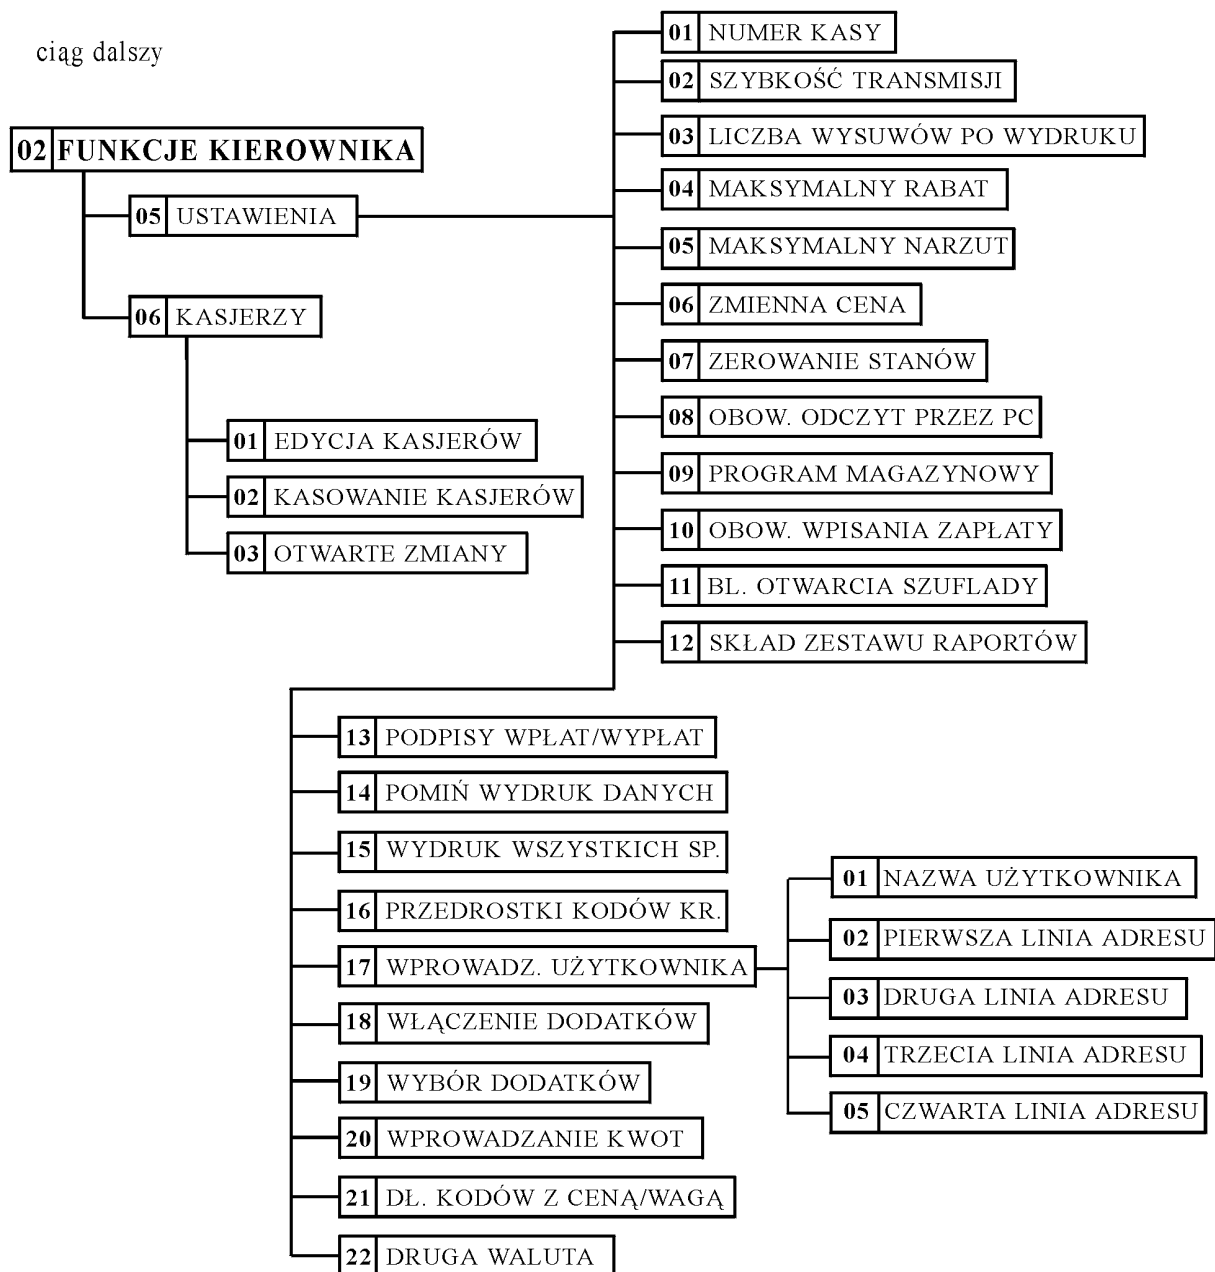 ciąg dalszy
02 FUNKCJE KIEROWNIKA
05 USTAWIENIA
01 NUMER KASY
02 SZYBKOŚĆ TRANSMISJI
03 LICZBA WYSUWÓW PO WYDRUKU
04 MAKSYMALNY RABAT
05 MAKSYMALNY NARZUT
06 ZMIENNA CENA
07 ZEROWANIE STANÓW
08 OBOW. ODCZYT PRZEZ PC
09 PROGRAM MAGAZYNOWY
10 OBOW. WPISANIA ZAPŁATY
11 BL. OTWARCIA SZUFLADY
12 SKŁAD ZESTAWU RAPORTÓW
13 PODPISY WPŁAT/WYPŁAT
14 POMIŃ WYDRUK DANYCH
15 WYDRUK WSZYSTKICH SP.
16 PRZEDROSTKI KODÓW KR.
17 WPROWADZ. UŻYTKOWNIKA
01 NAZWA UŻYTKOWNIKA
02 PIERWSZA LINIA ADRESU
03 DRUGA LINIA ADRESU
04 TRZECIA LINIA ADRESU
05 CZWARTA LINIA ADRESU
18 WŁĄCZENIE DODATKÓW
19 WYBÓR DODATKÓW
20 WPROWADZANIE KWOT
21 DŁ. KODÓW Z CENĄ/WAGĄ
22 DRUGA WALUTA
06 KASJERZY
01 EDYCJA KASJERÓW
02 KASOWANIE KASJERÓW
03 OTWARTE ZMIANY